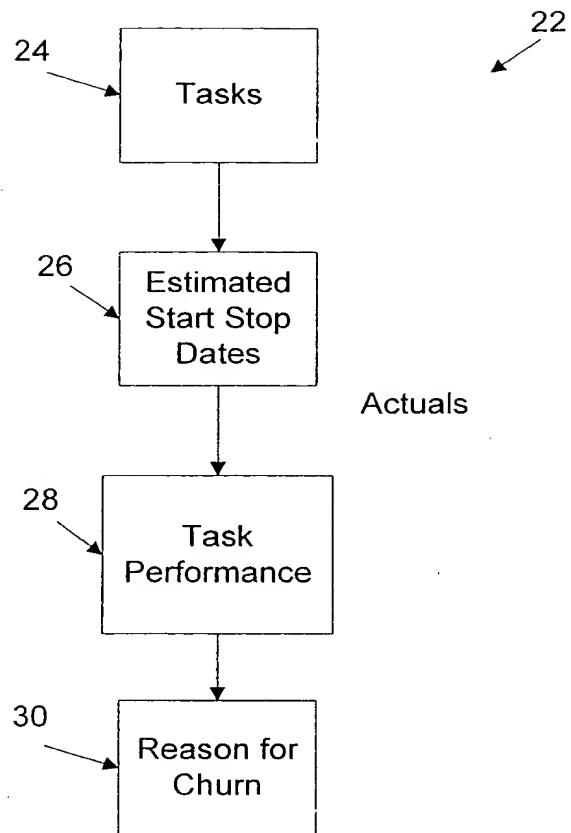 22
24
Tasks
26
Estimated
Start Stop
Dates
Actuals
28
Task
Performance
30
Reason for
Churn